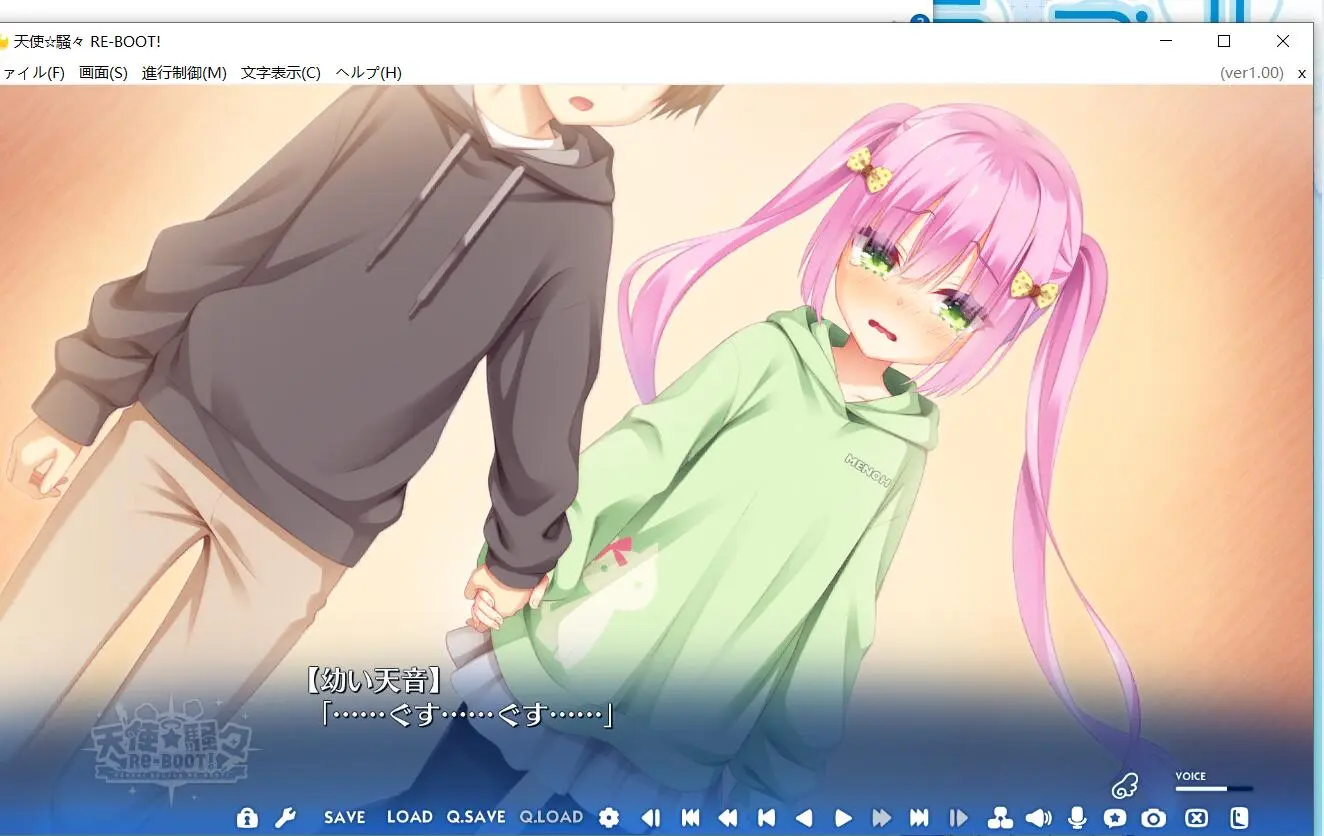 天使☆騒々 RE-BOOT!
ァイル(F) 画面(S) 進行制御(M) 文字表示(C) ヘルプ(H) (ver1.00) x
MENOH
【幼い天音】
「……ぐす……ぐす……」
天使☆騒々
RE-BOOT!
VOICE
SAVE LOAD Q.SAVE Q.LOAD